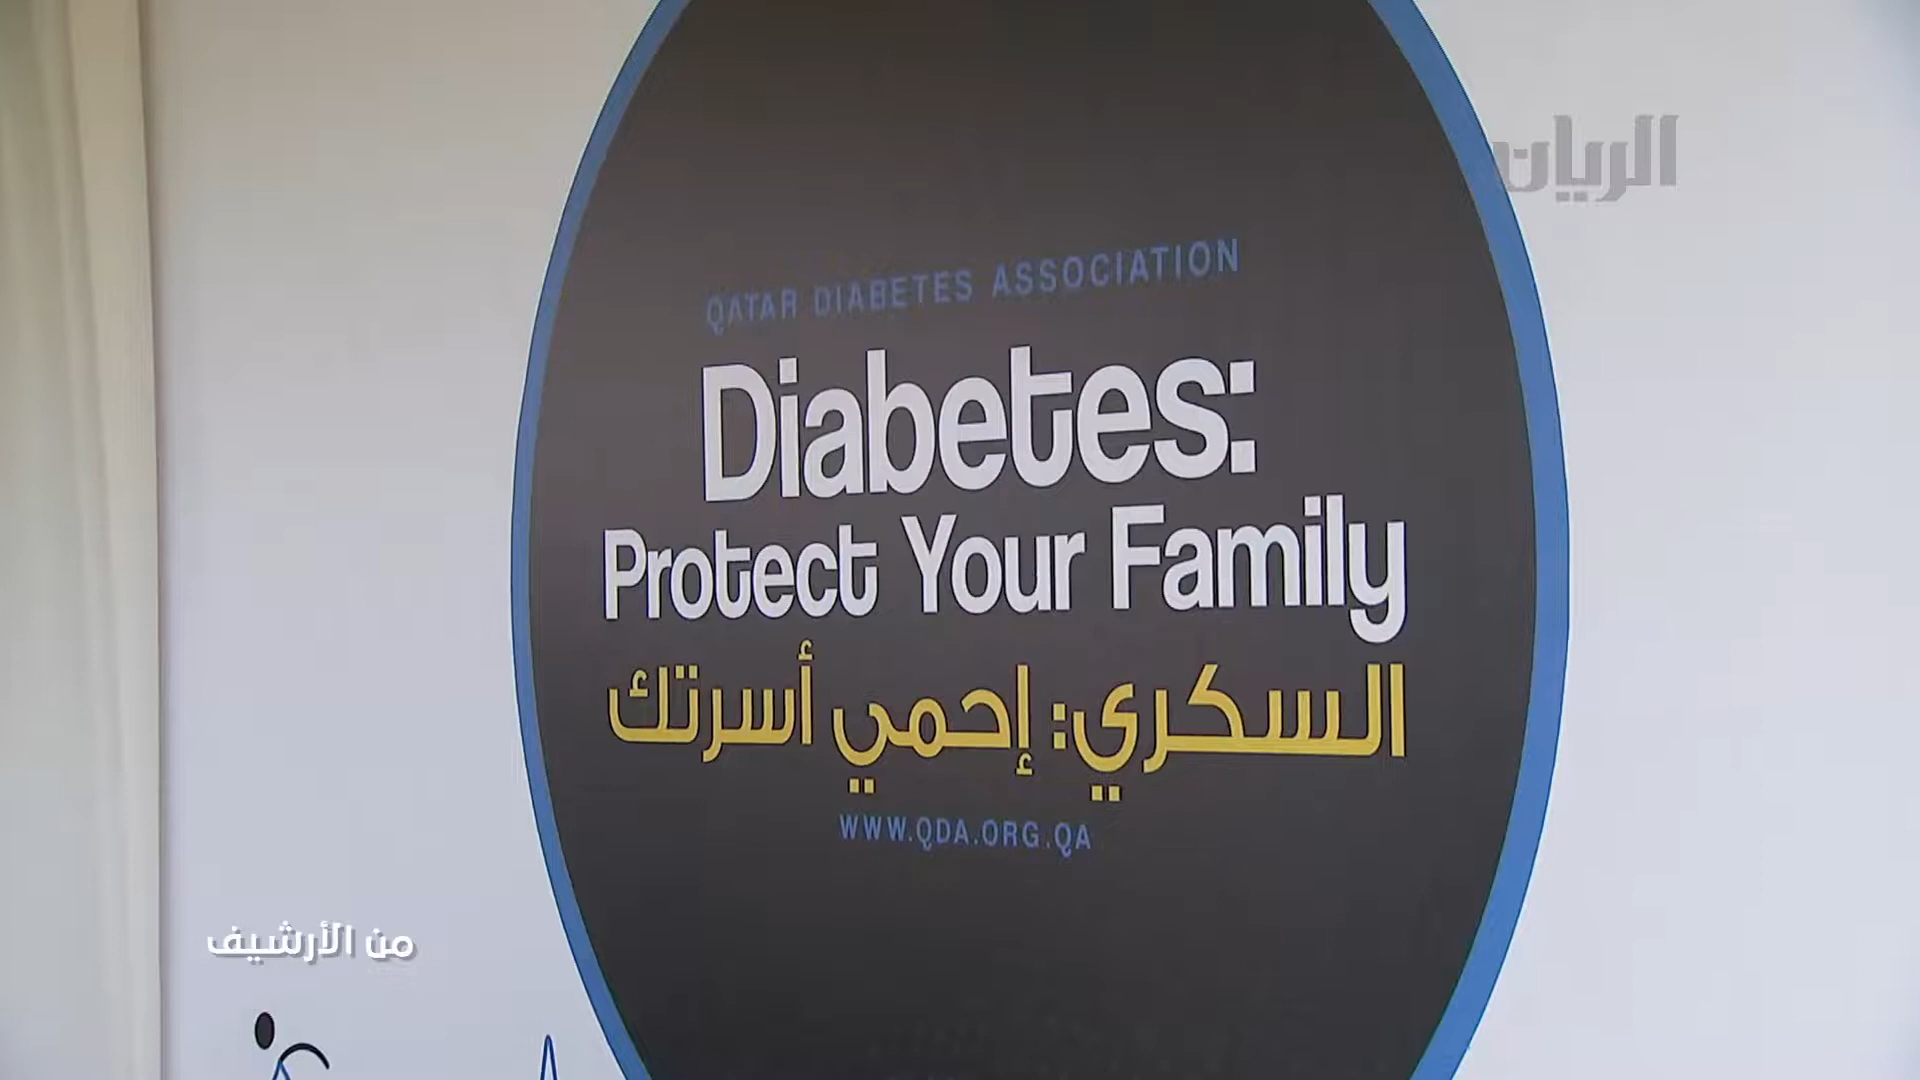 الريان
QATAR DIABETES ASSOCIATION
Diabetes:
Protect Your Family
السكري: إحمي أسرتك
WWW.QDA.ORG.QA
من الأرشيف